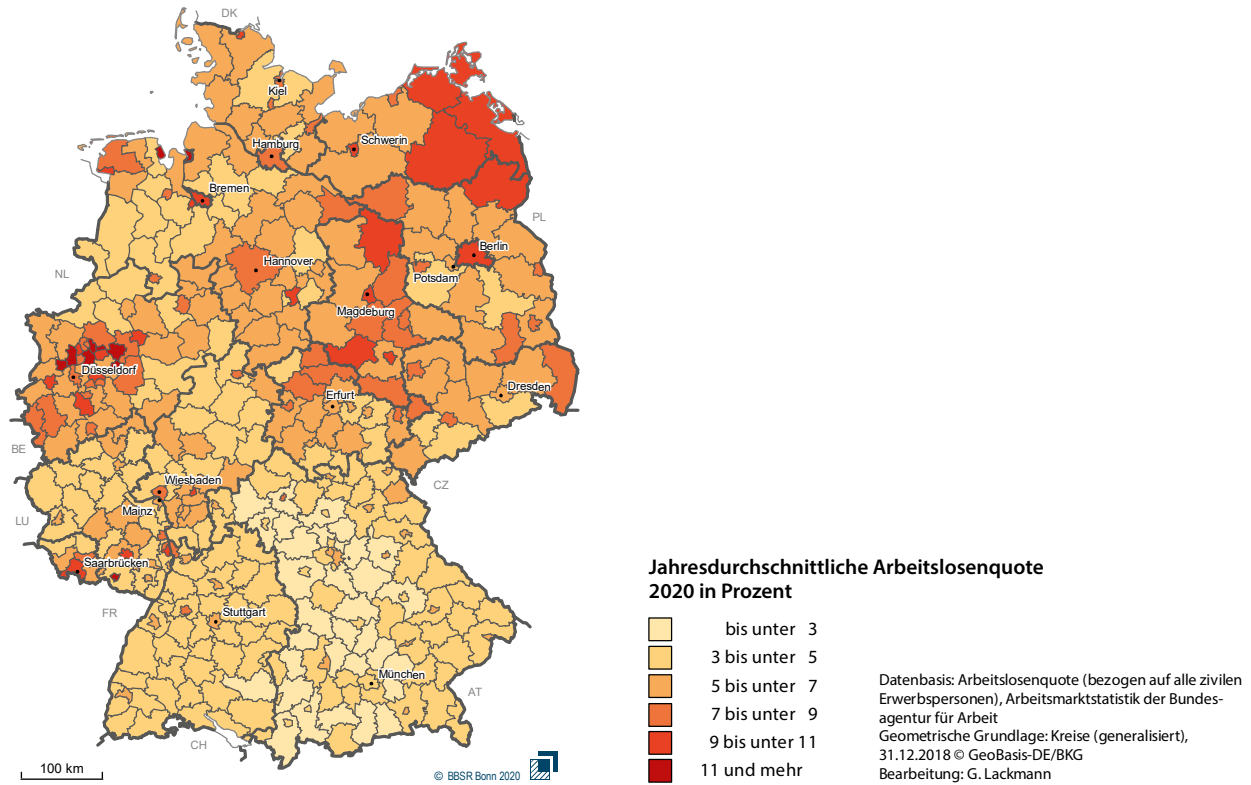 DK
Kiel
Hamburg
Schwerin
Bremen
PL
Berlin
NL
Hannover
Potsdam
Magdeburg
Düsseldorf
Dresden
Erfurt
BE
Wiesbaden
CZ
Mainz
LU
Saarbrücken
FR
Stuttgart
München
AT
CH
100 km
© BBSR Bonn 2020
Jahresdurchschnittliche Arbeitslosenquote
2020 in Prozent
bis unter 3
3 bis unter 5
5 bis unter 7
7 bis unter 9
9 bis unter 11
11 und mehr
Datenbasis: Arbeitslosenquote (bezogen auf alle zivilen
Erwerbspersonen), Arbeitsmarktstatistik der Bundes-
agentur für Arbeit
Geometrische Grundlage: Kreise (generalisiert),
31.12.2018 © GeoBasis-DE/BKG
Bearbeitung: G. Lackmann